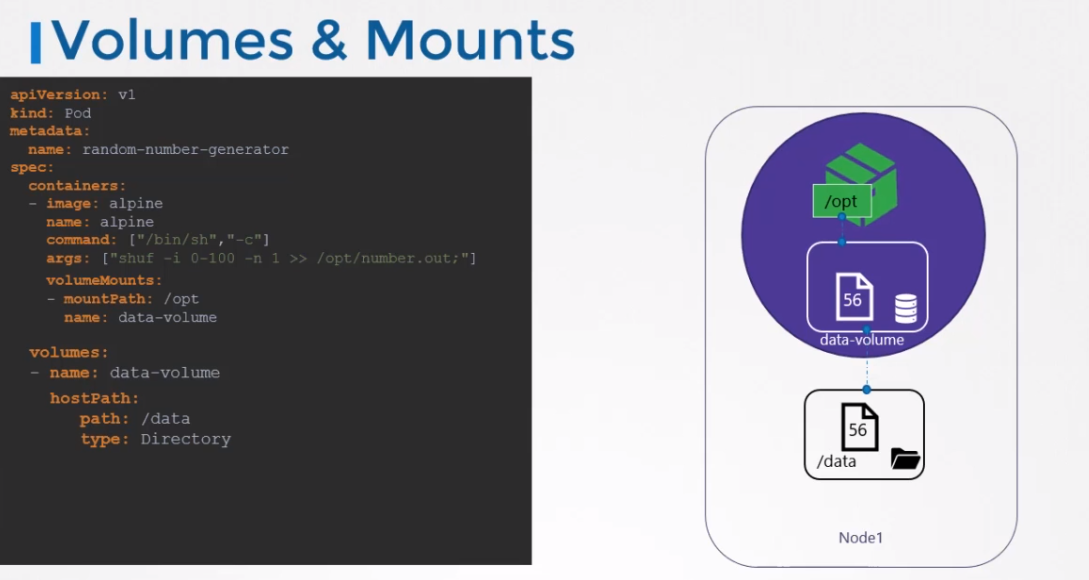 Volumes & Mounts
apiVersion: v1
kind: Pod
metadata:
  name: random-number-generator
spec:
  containers:
  - image: alpine
    name: alpine
    command: ["/bin/sh","-c"]
    args: ["shuf -i 0-100 -n 1 >> /opt/number.out;"]
    volumeMounts:
    - mountPath: /opt
      name: data-volume
  volumes:
  - name: data-volume
    hostPath:
       path: /data
       type: Directory
/opt
56
data-volume
56
/data
Node1